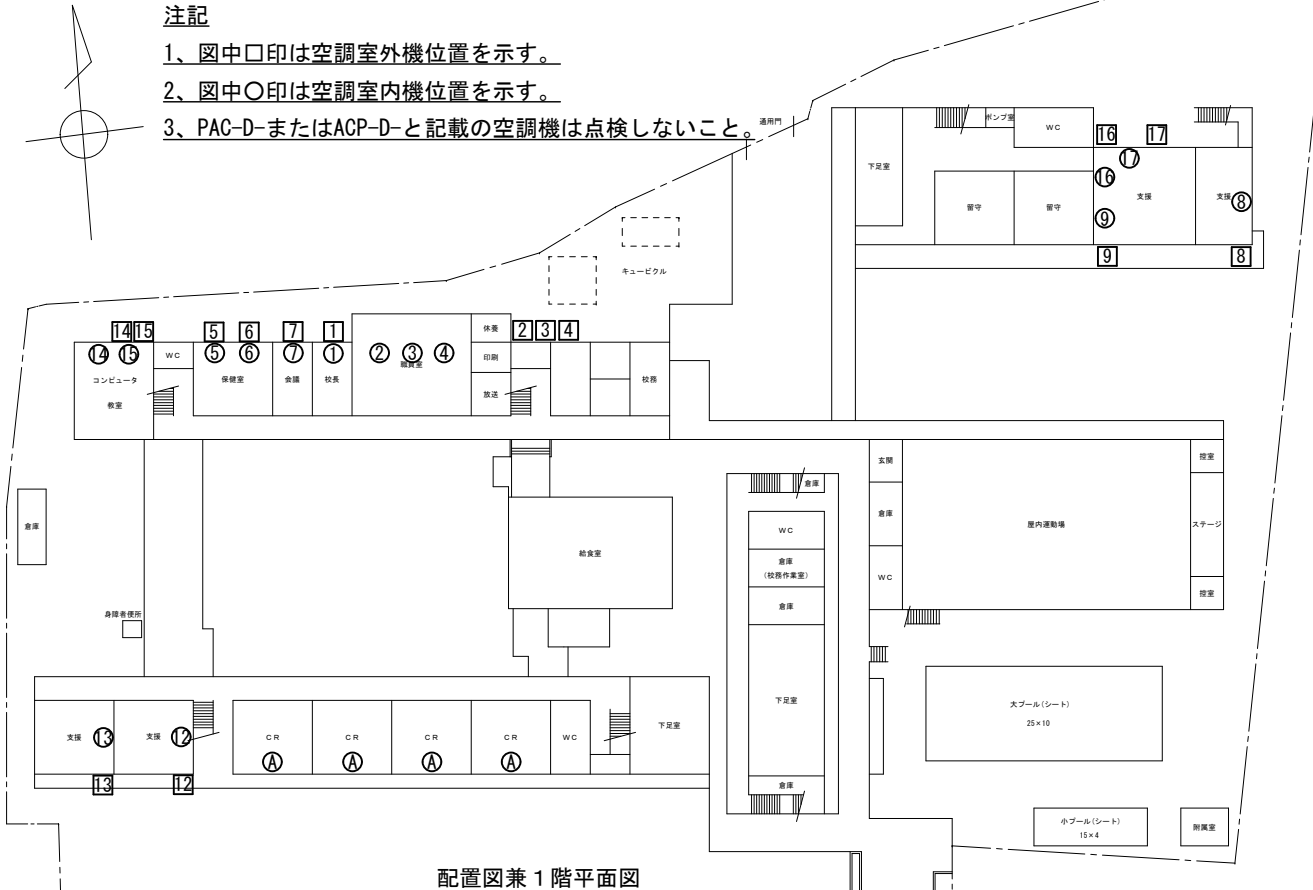 注記
1、図中□印は空調室外機位置を示す。
2、図中○印は空調室内機位置を示す。
3、PAC-D-またはACP-D-と記載の空調機は点検しないこと。
通用門
ポンプ室
WC
16 17
下足室
17
16
支援
支援
8
留守
留守
9
9
8
キュービクル
14 15
5
6
7
1
休養
2 3 4
14 15
WC
5
6
7
1
2
3
4
印刷
コンピュータ
教室
保健室
会議
校長
職員室
放送
校務
玄関
控室
倉庫
倉庫
倉庫
WC
屋内運動場
ステージ
給食室
倉庫
(校務作業室)
WC
倉庫
控室
身障者便所
大プール(シート)
25×10
下足室
下足室
支援
13
支援
12
CR
CR
CR
CR
WC
A
A
A
A
13
12
倉庫
小プール(シート)
15×4
附属室
配置図兼1階平面図